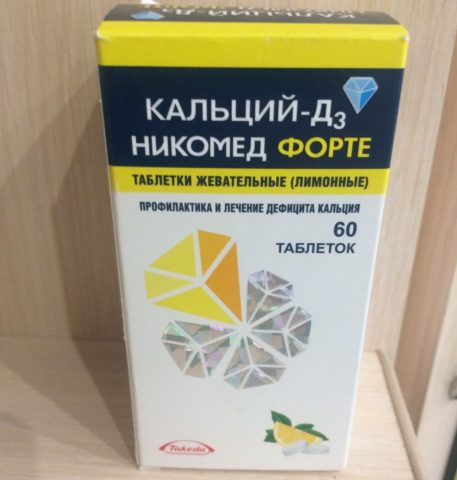 КАЛЬЦИЙ-Д3
НИКОМЕД ФОРТЕ
ТАБЛЕТКИ ЖЕВАТЕЛЬНЫЕ (ЛИМОННЫЕ)
ПРОФИЛАКТИКА И ЛЕЧЕНИЕ ДЕФИЦИТА КАЛЬЦИЯ
60
ТАБЛЕТОК
Takeda